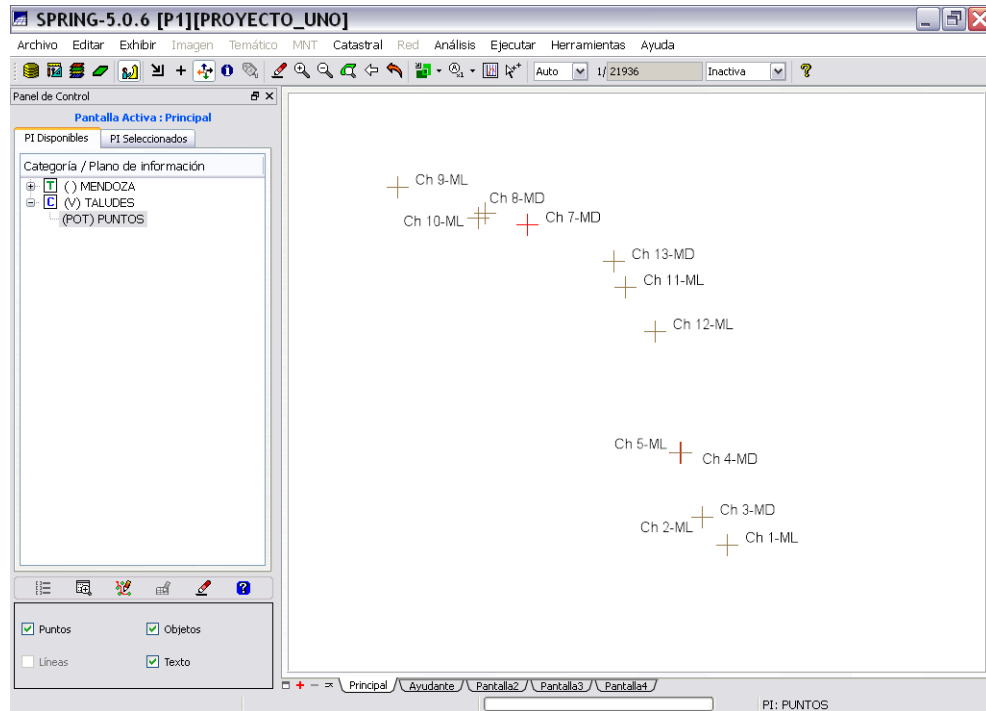 SPRING-5.0.6 [P1][PROYECTO_UNO]
Archivo Editar Exhibir Imagen Temático MNT Catastral Red Análisis Ejecutar Herramientas Ayuda
Auto 1/ 21936 Inactiva
Panel de Control
Pantalla Activa : Principal
PI Disponibles PI Seleccionados
Categoría / Plano de información
T ( ) MENDOZA
C (V) TALUDES
(POT) PUNTOS
Ch 9-ML
Ch 8-MD
Ch 10-ML
Ch 7-MD
Ch 13-MD
Ch 11-ML
Ch 12-ML
Ch 5-ML
Ch 4-MD
Ch 3-MD
Ch 2-ML
Ch 1-ML
Puntos Objetos
Líneas Texto
Principal Ayudante Pantalla2 Pantalla3 Pantalla4
PI: PUNTOS